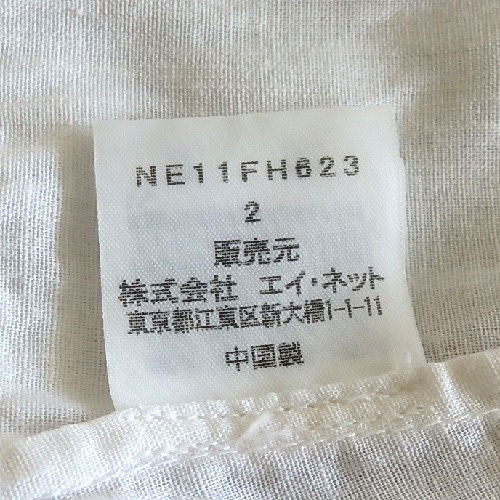 NE11FH623
2
販売元
株式会社 エイ・ネット
東京都江東区新大橋1-1-11
中国製